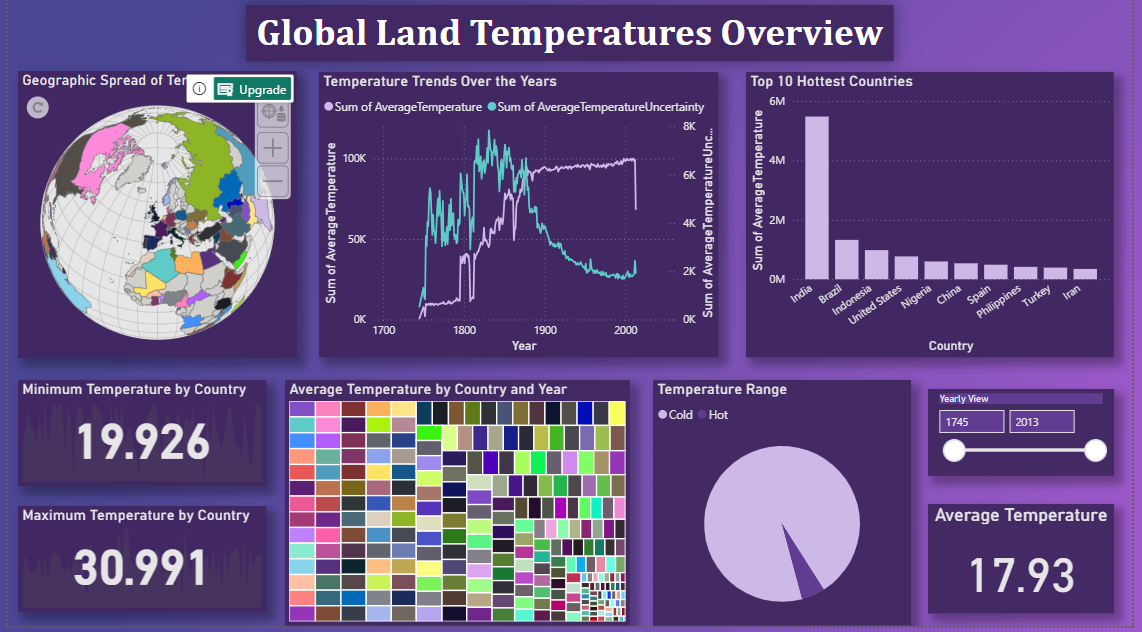 Global Land Temperatures Overview
Geographic Spread of Ter
Upgrade
Temperature Trends Over the Years
Sum of AverageTemperature
Sum of AverageTemperatureUncertainty
Sum of AverageTemperature
100K
50K
0K
8K
6K
4K
2K
0K
Sum of AverageTemperatureUnc...
1700
1800
1900
2000
Year
Top 10 Hottest Countries
Sum of AverageTemperature
6M
4M
2M
0M
India
Brazil
Indonesia
United States
Nigeria
China
Spain
Philippines
Turkey
Iran
Country
Minimum Temperature by Country
19.926
Maximum Temperature by Country
30.991
Average Temperature by Country and Year
Temperature Range
Cold
Hot
Yearly View
1745
2013
Average Temperature
17.93